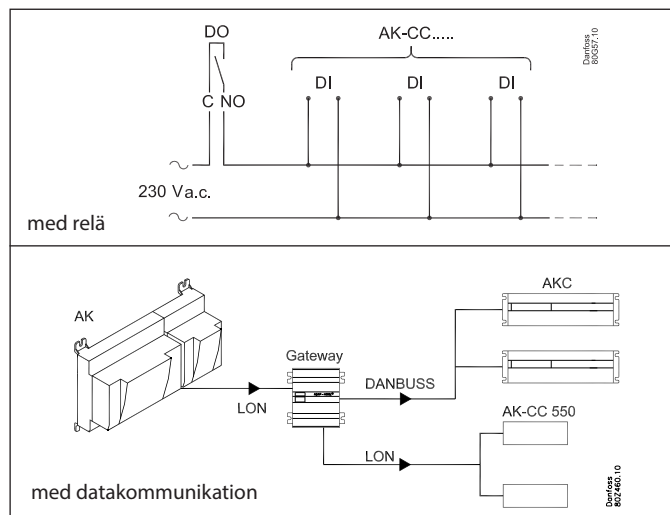 DO
AK-CC.....
Danfoss
80G57.10
DI
DI
DI
C NO
230 Va.c.
med relä
AK
AKC
Gateway
DANBUSS
LON
AK-CC 550
LON
med datakommunikation
Danfoss
80Z460.10